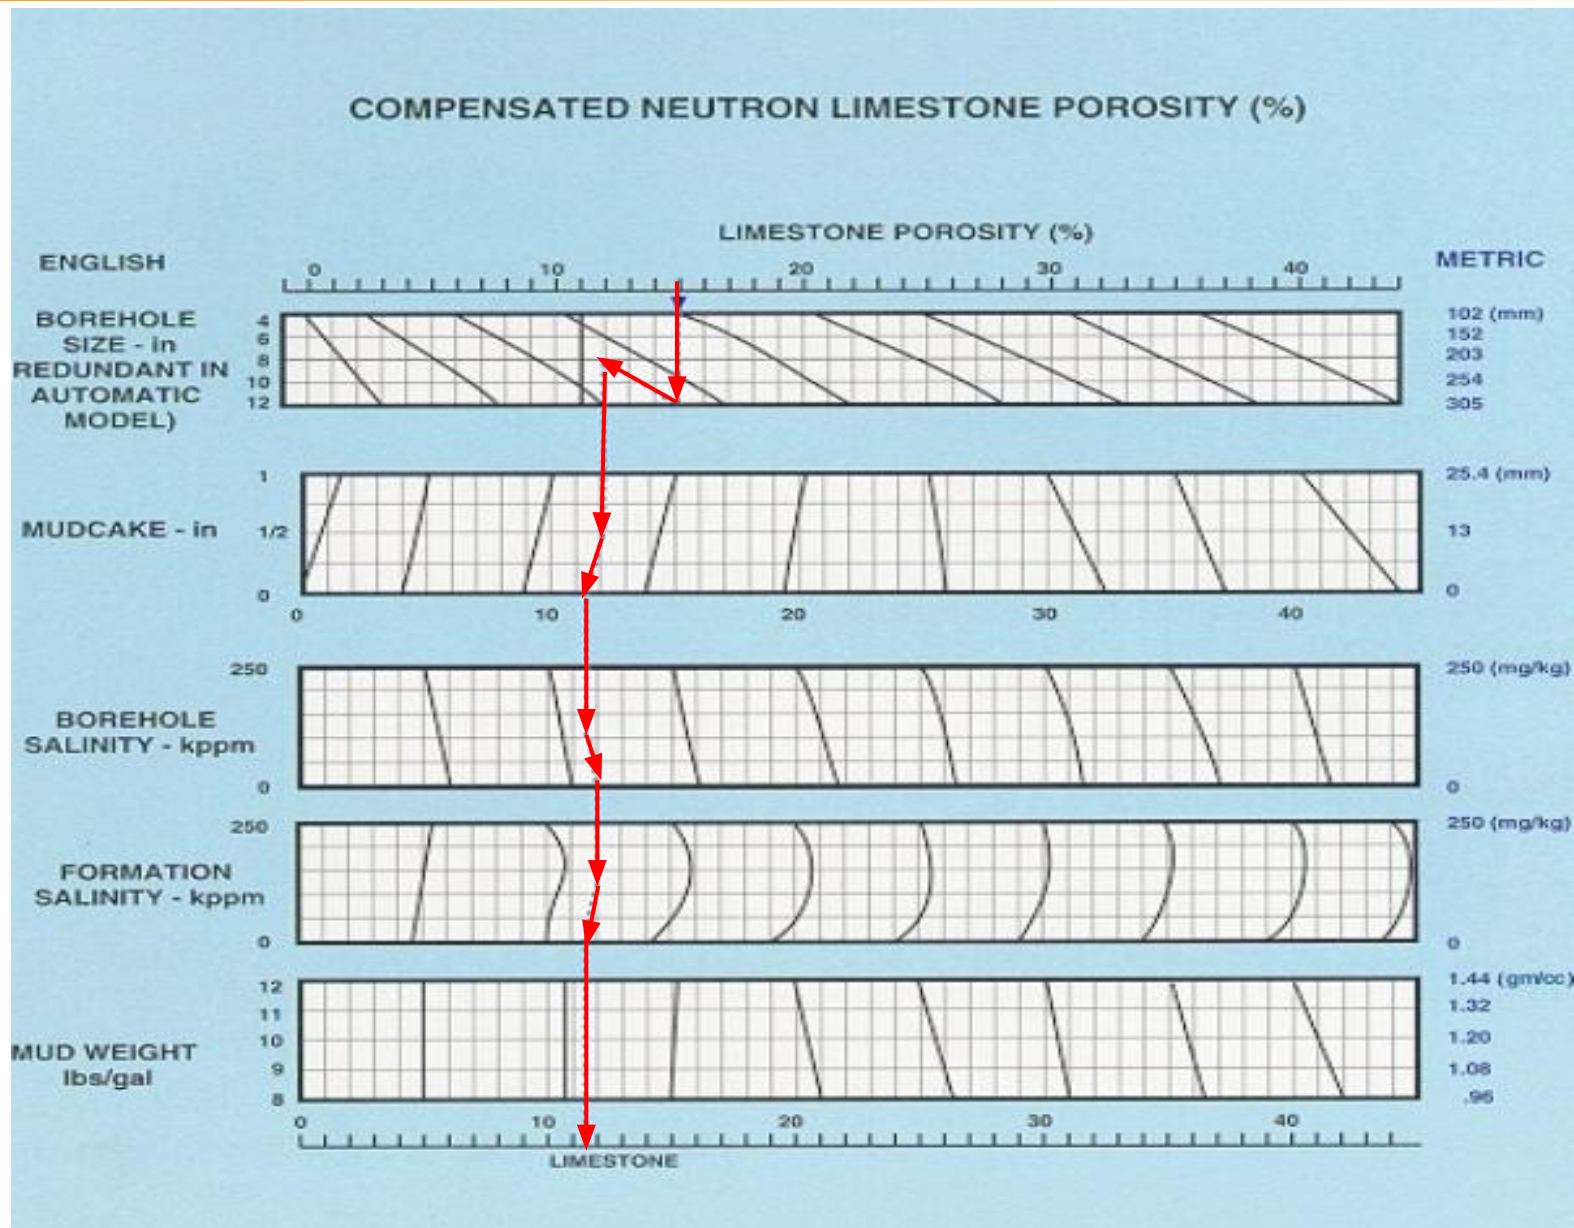 COMPENSATED NEUTRON LIMESTONE POROSITY (%)
LIMESTONE POROSITY (%)
ENGLISH
0 10 20 30 40
METRIC
BOREHOLE
SIZE - in
REDUNDANT IN
AUTOMATIC
MODEL)
4
6
8
10
12
102 (mm)
152
203
254
305
MUDCAKE - in
1
1/2
0
25.4 (mm)
13
0
0 10 20 30 40
BOREHOLE
SALINITY - kppm
250
0
250 (mg/kg)
0
FORMATION
SALINITY - kppm
250
0
250 (mg/kg)
0
MUD WEIGHT
lbs/gal
12
11
10
9
8
1.44 (gm/cc)
1.32
1.20
1.08
.96
0 10 20 30 40
LIMESTONE